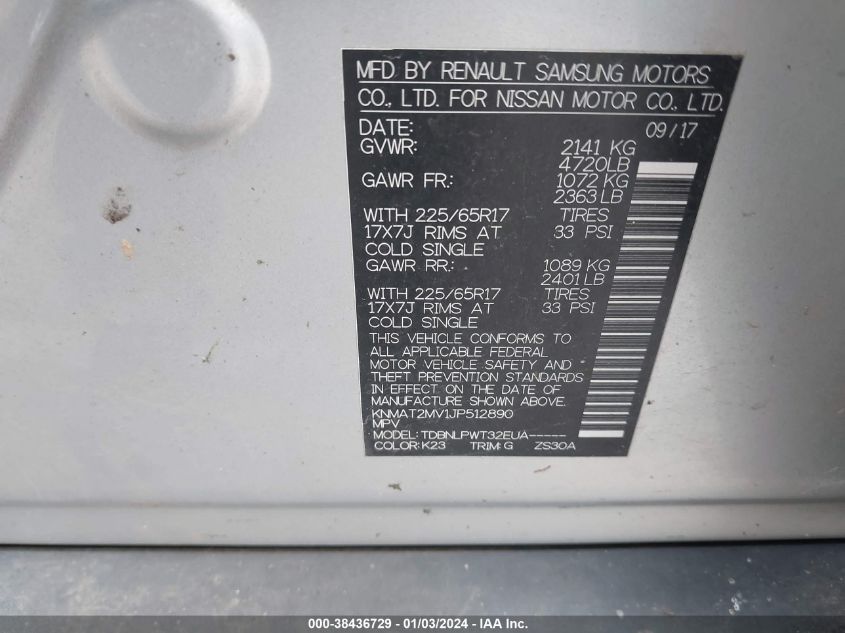 MFD BY RENAULT SAMSUNG MOTORS
CO., LTD. FOR NISSAN MOTOR CO., LTD.
DATE: 09/17
GVWR: 2141 KG
4720LB
GAWR FR.: 1072 KG
2363 LB
WITH 225/65R17 TIRES
17X7J RIMS AT 33 PSI
COLD SINGLE
GAWR RR.: 1089 KG
2401 LB
WITH 225/65R17 TIRES
17X7J RIMS AT 33 PSI
COLD SINGLE
THIS VEHICLE CONFORMS TO
ALL APPLICABLE FEDERAL
MOTOR VEHICLE SAFETY AND
THEFT PREVENTION STANDARDS
IN EFFECT ON THE DATE OF
MANUFACTURE SHOWN ABOVE.
KNMAT2MV1JP512890
MPV
MODEL: TDBNLPWT32EUA-----
COLOR: K23 TRIM: G ZS30A
000-38436729 - 01/03/2024 - IAA Inc.